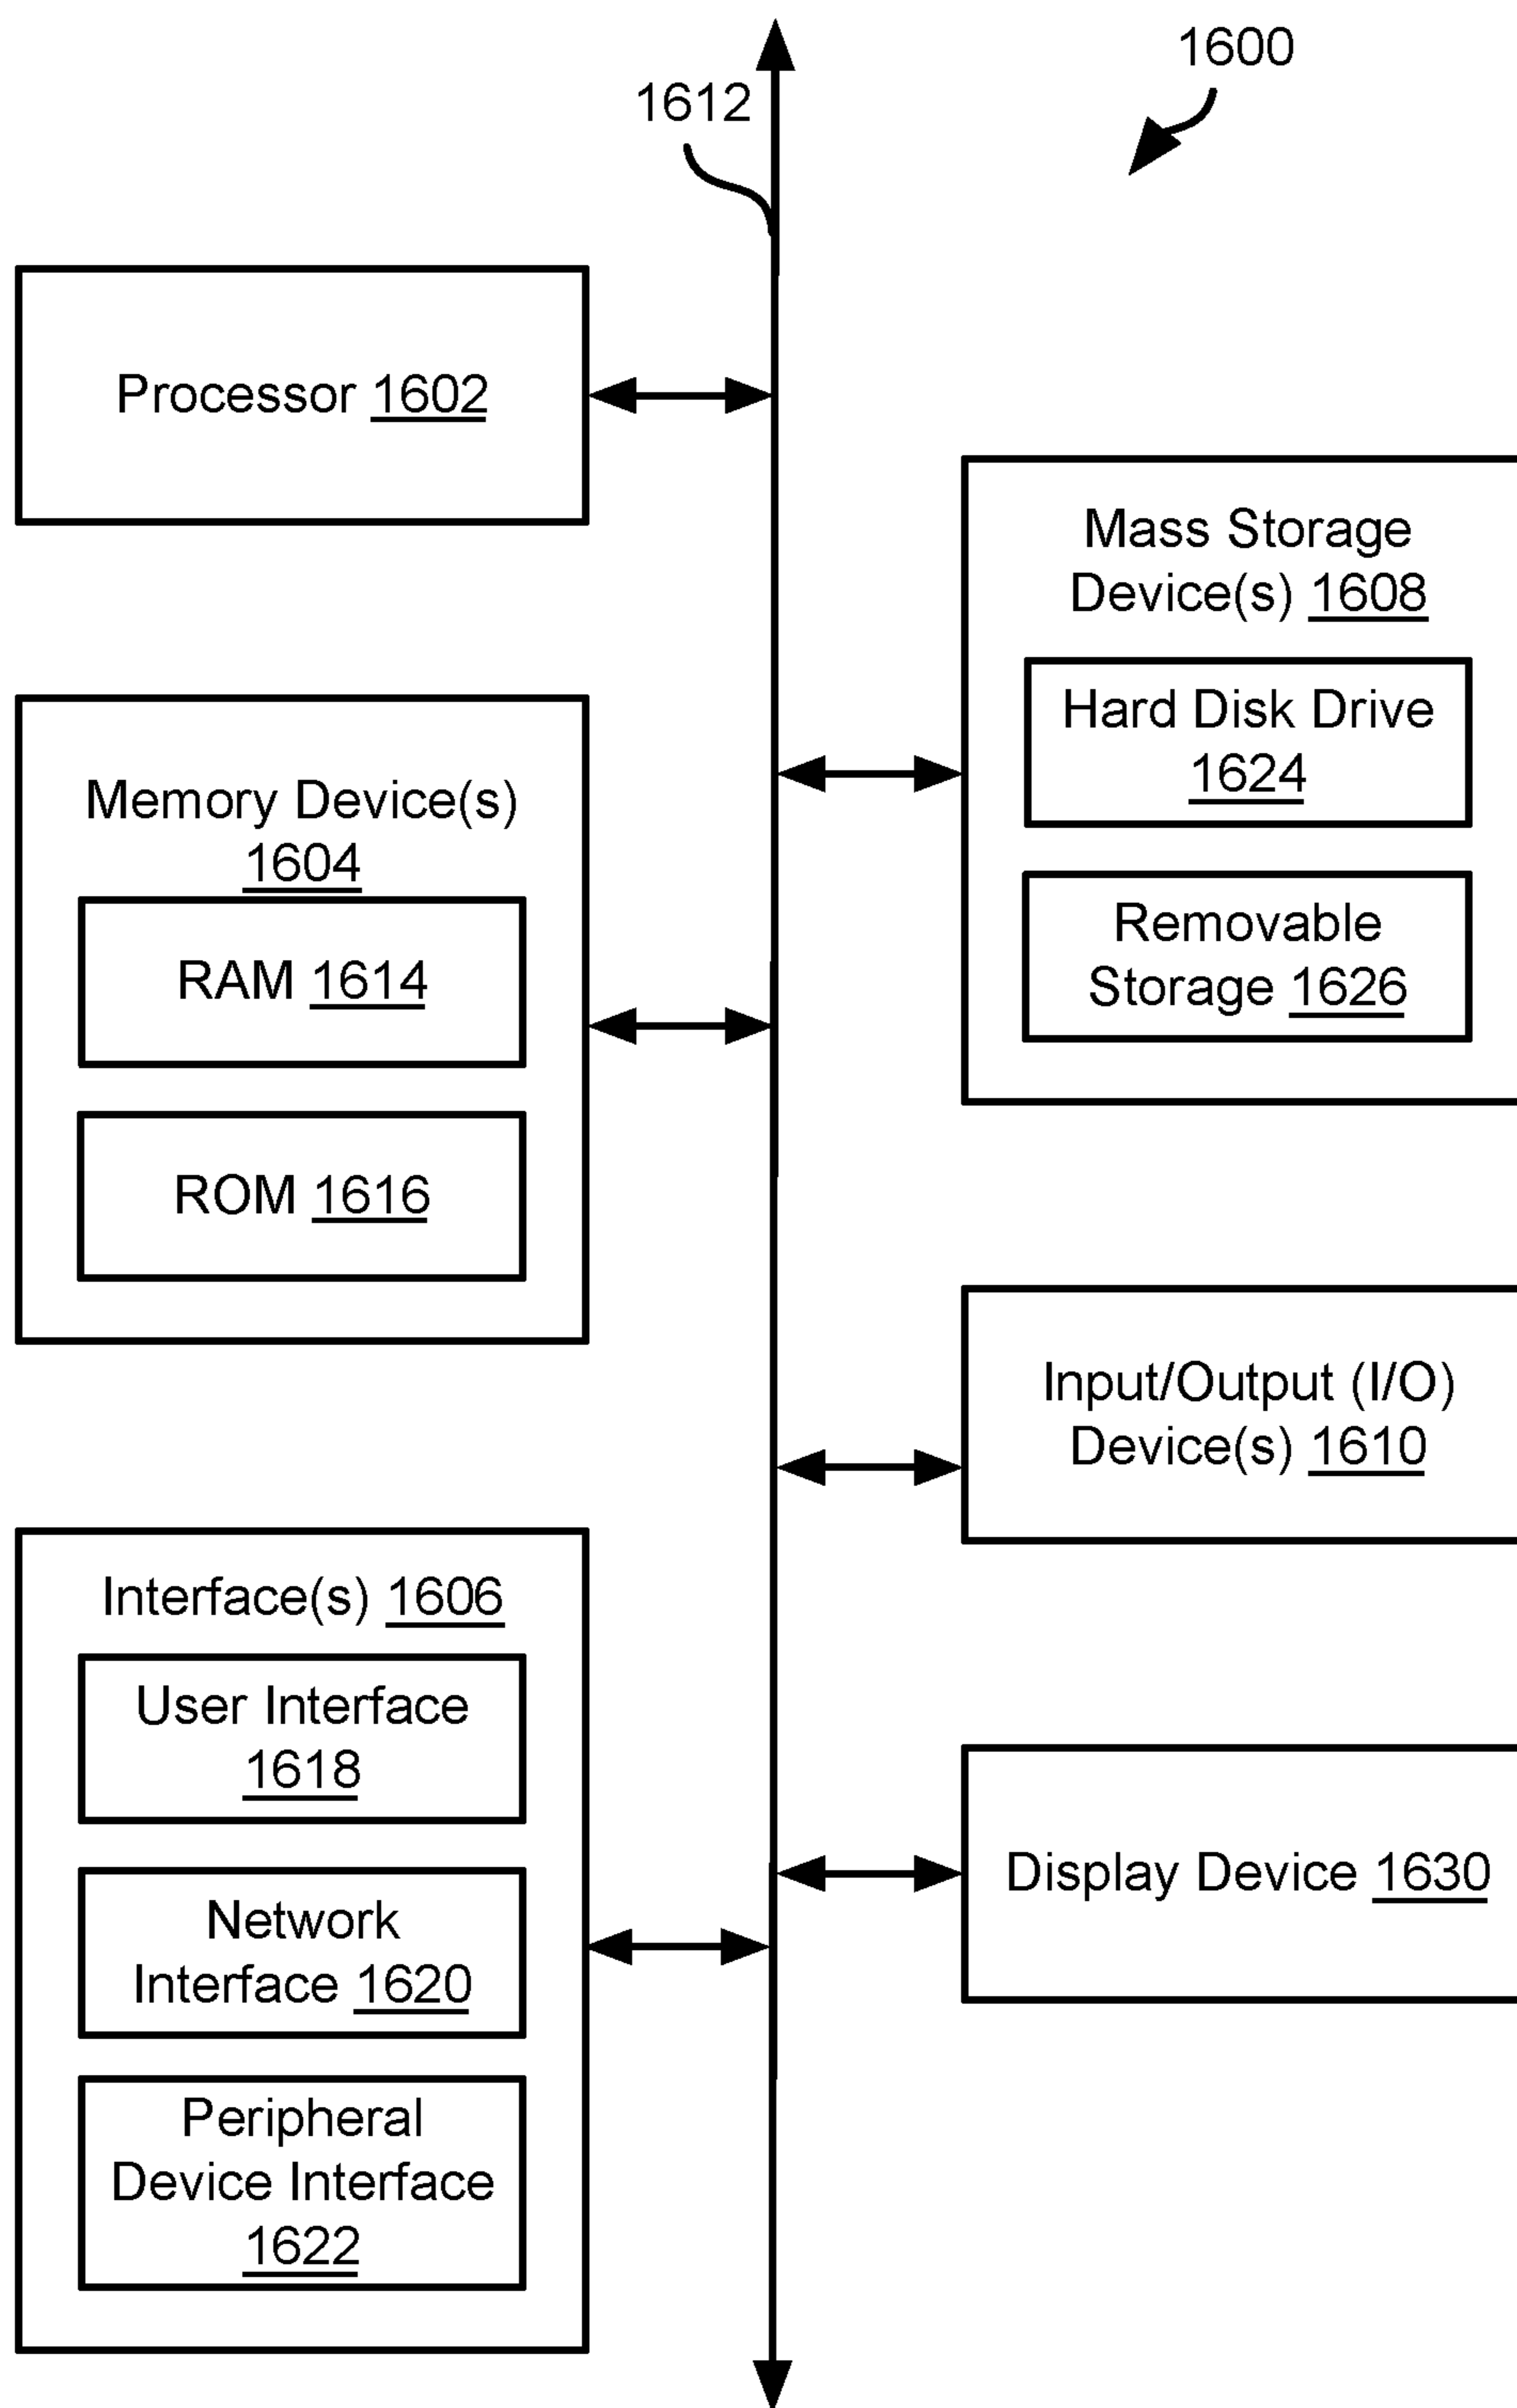 1600
1612
Processor 1602
Mass Storage
Device(s) 1608
Hard Disk Drive
1624
Removable
Storage 1626
Memory Device(s)
1604
RAM 1614
ROM 1616
Input/Output (I/O)
Device(s) 1610
Interface(s) 1606
User Interface
1618
Network
Interface 1620
Peripheral
Device Interface
1622
Display Device 1630